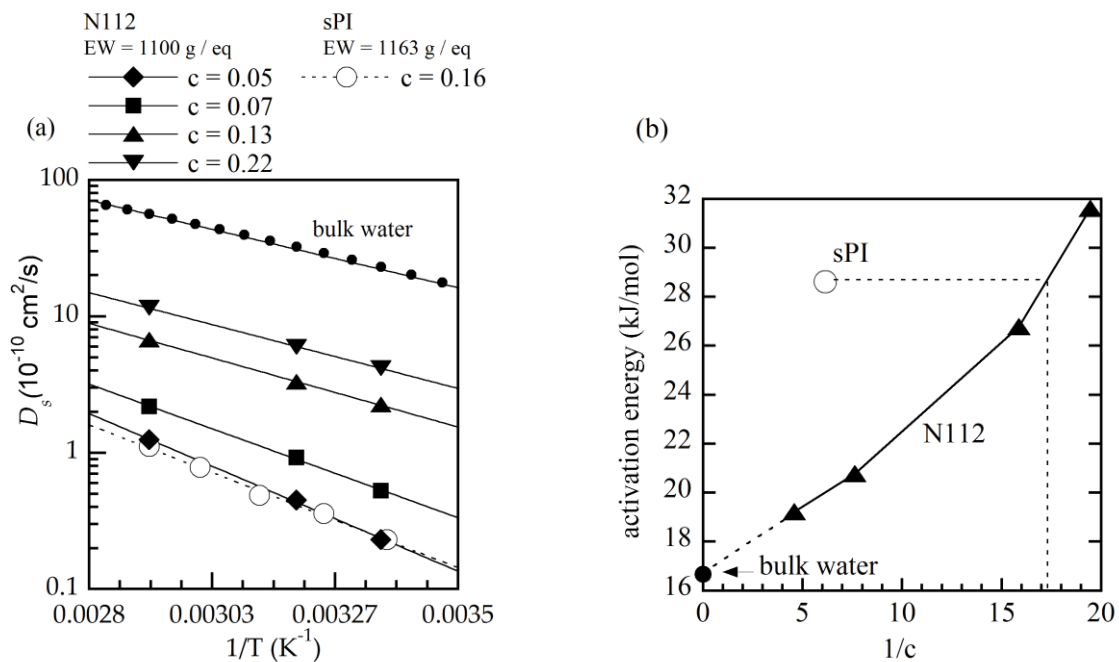 N112
EW = 1100 g / eq
c = 0.05
c = 0.07
c = 0.13
c = 0.22
sPI
EW = 1163 g / eq
c = 0.16
(a)
100
10
1
0.1
D_s (10^-10 cm^2/s)
bulk water
0.0028 0.00303 0.00327 0.0035
1/T (K^-1)
(b)
32
30
28
26
24
22
20
18
16
activation energy (kJ/mol)
sPI
N112
bulk water
0 5 10 15 20
1/c